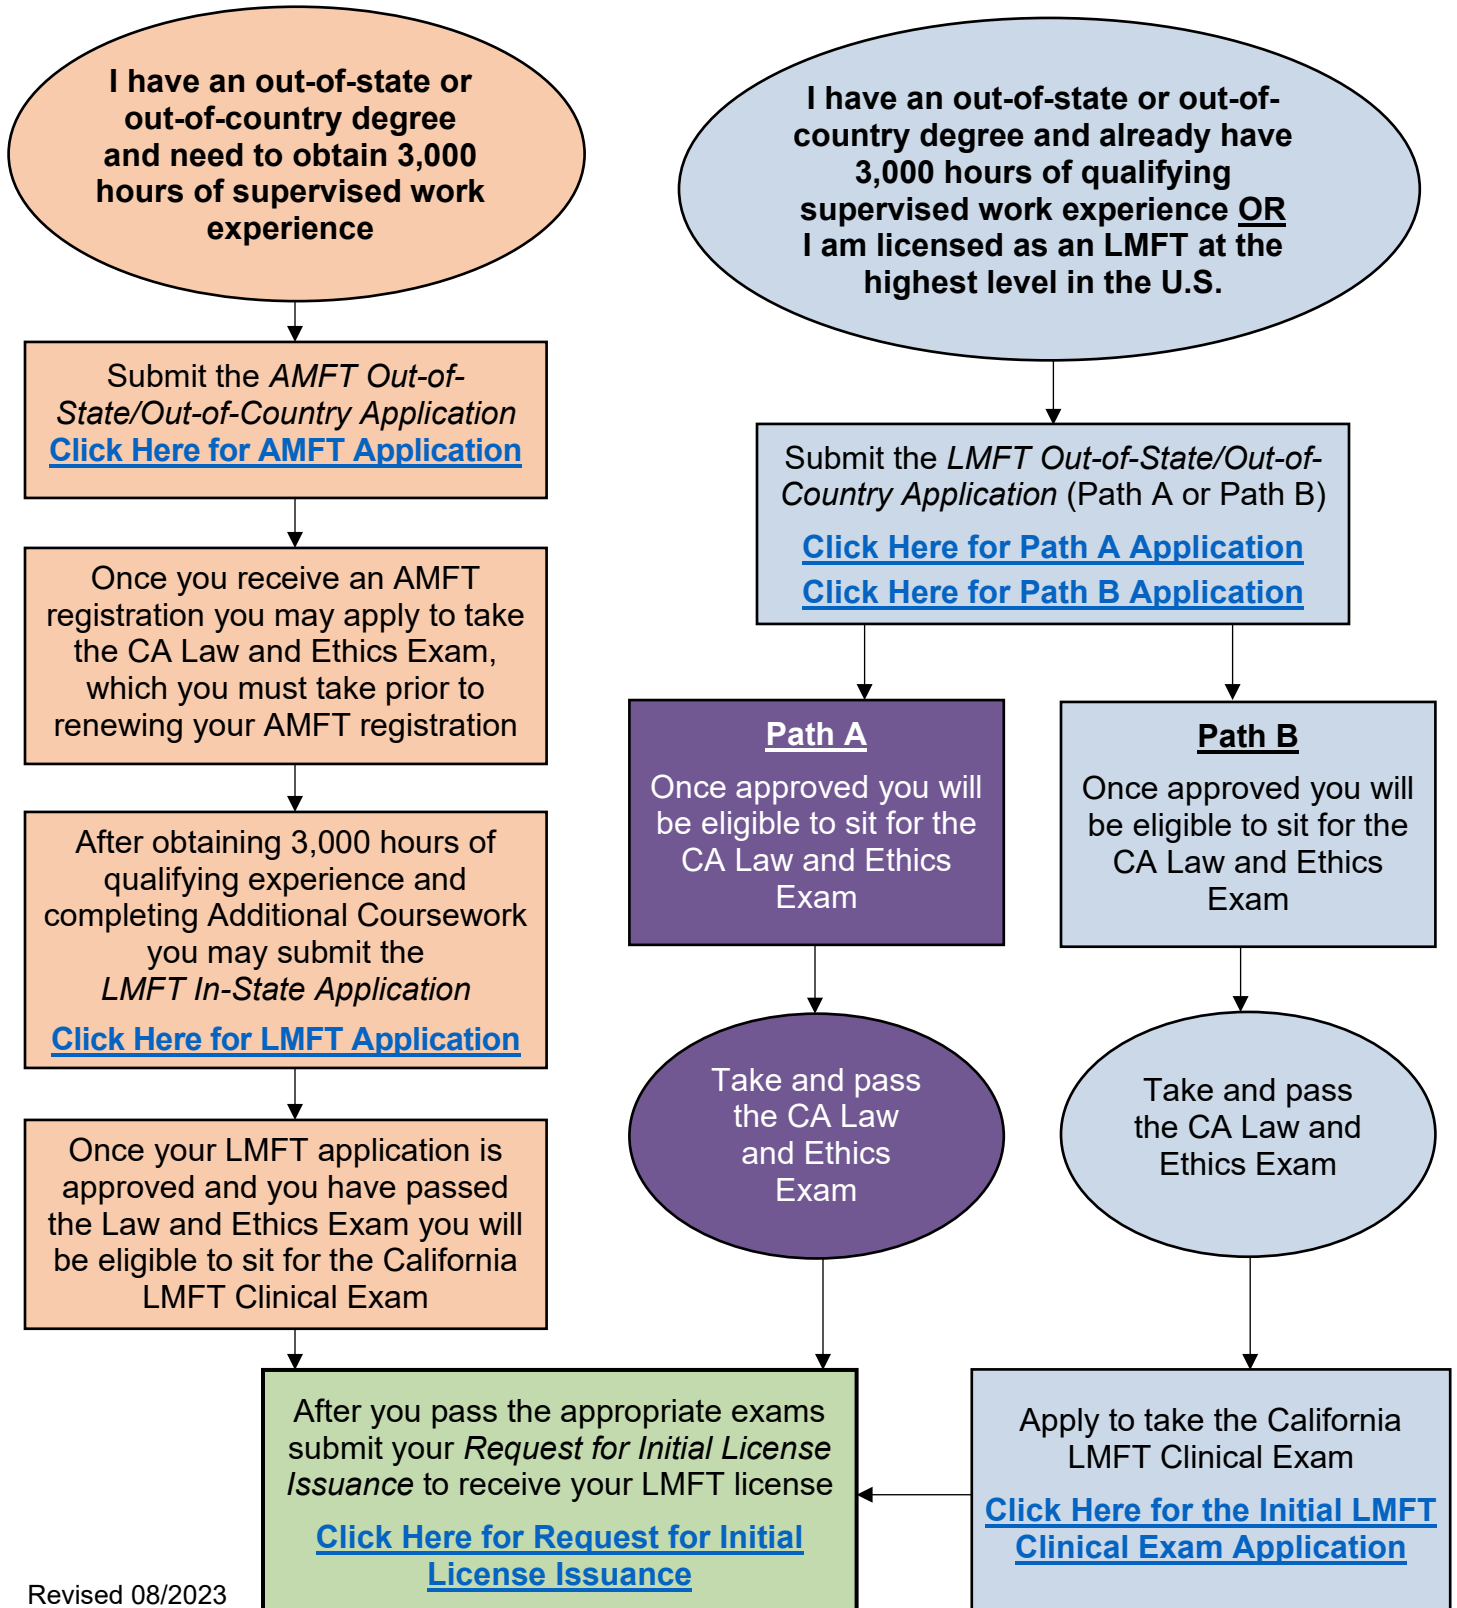 I have an out-of-state or
out-of-country degree
and need to obtain 3,000
hours of supervised work
experience
Submit the AMFT Out-of-
State/Out-of-Country Application
Click Here for AMFT Application
Once you receive an AMFT
registration you may apply to take
the CA Law and Ethics Exam,
which you must take prior to
renewing your AMFT registration
After obtaining 3,000 hours of
qualifying experience and
completing Additional Coursework
you may submit the
LMFT In-State Application
Click Here for LMFT Application
Once your LMFT application is
approved and you have passed
the Law and Ethics Exam you will
be eligible to sit for the California
LMFT Clinical Exam
I have an out-of-state or out-of-
country degree and already have
3,000 hours of qualifying
supervised work experience OR
I am licensed as an LMFT at the
highest level in the U.S.
Submit the LMFT Out-of-State/Out-of-
Country Application (Path A or Path B)
Click Here for Path A Application
Click Here for Path B Application
Path A
Once approved you will
be eligible to sit for the
CA Law and Ethics
Exam
Take and pass
the CA Law
and Ethics
Exam
Path B
Once approved you will
be eligible to sit for the
CA Law and Ethics
Exam
Take and pass
the CA Law and
Ethics Exam
Apply to take the California
LMFT Clinical Exam
Click Here for the Initial LMFT
Clinical Exam Application
After you pass the appropriate exams
submit your Request for Initial License
Issuance to receive your LMFT license
Click Here for Request for Initial
License Issuance
Revised 08/2023